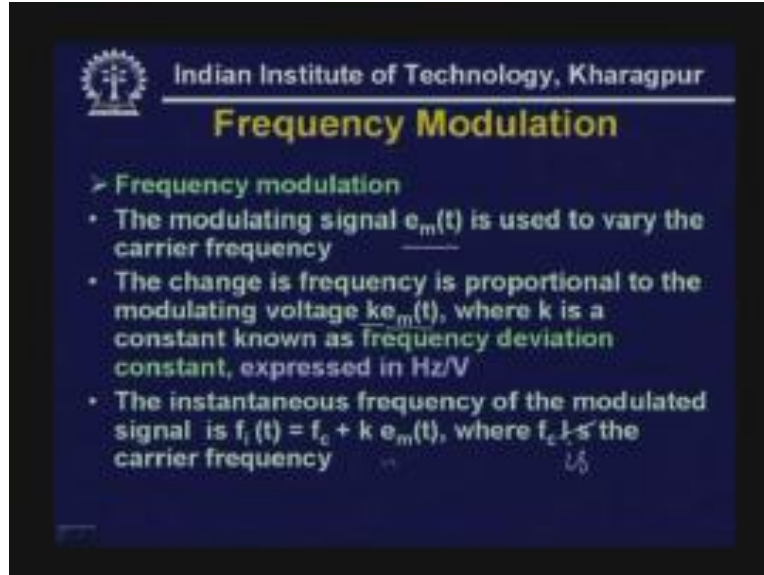 Indian Institute of Technology, Kharagpur
Frequency Modulation
➢ Frequency modulation
• The modulating signal eₘ(t) is used to vary the
carrier frequency
• The change is frequency is proportional to the
modulating voltage keₘ(t), where k is a
constant known as frequency deviation
constant, expressed in Hz/V
• The instantaneous frequency of the modulated
signal is fᵢ (t) = f_c + k eₘ(t), where f_c i s the
carrier frequency
is